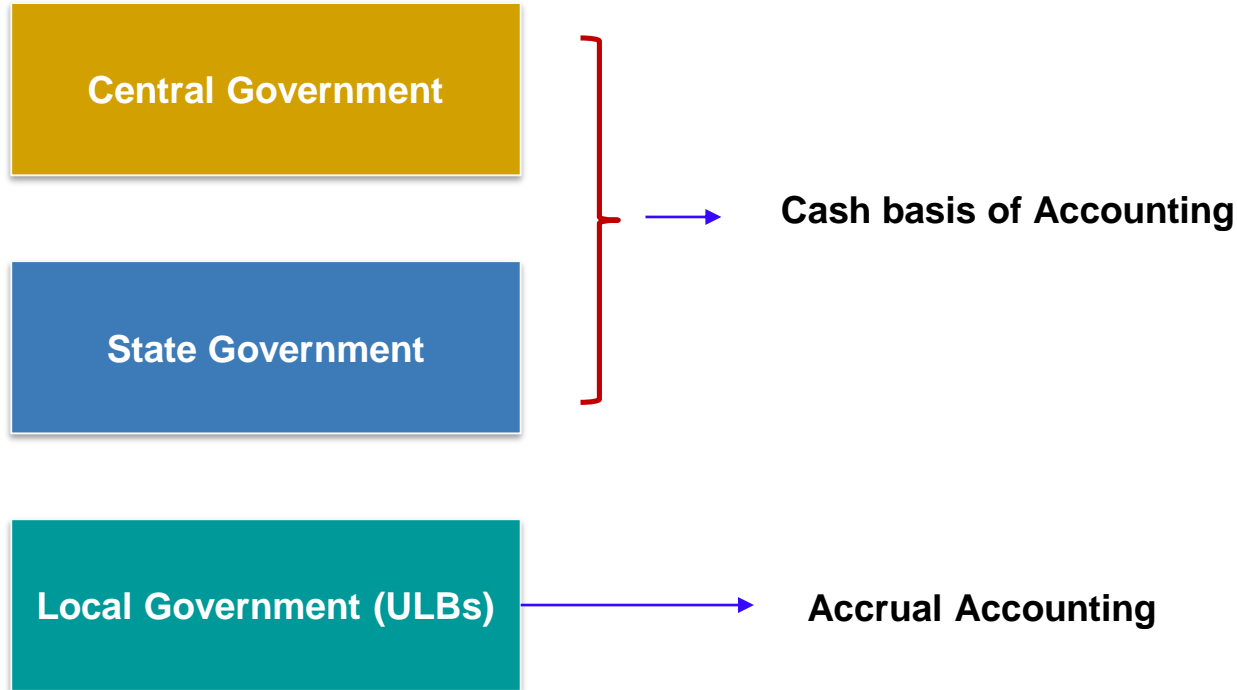 Central Government
Cash basis of Accounting
State Government
Local Government (ULBs)
Accrual Accounting